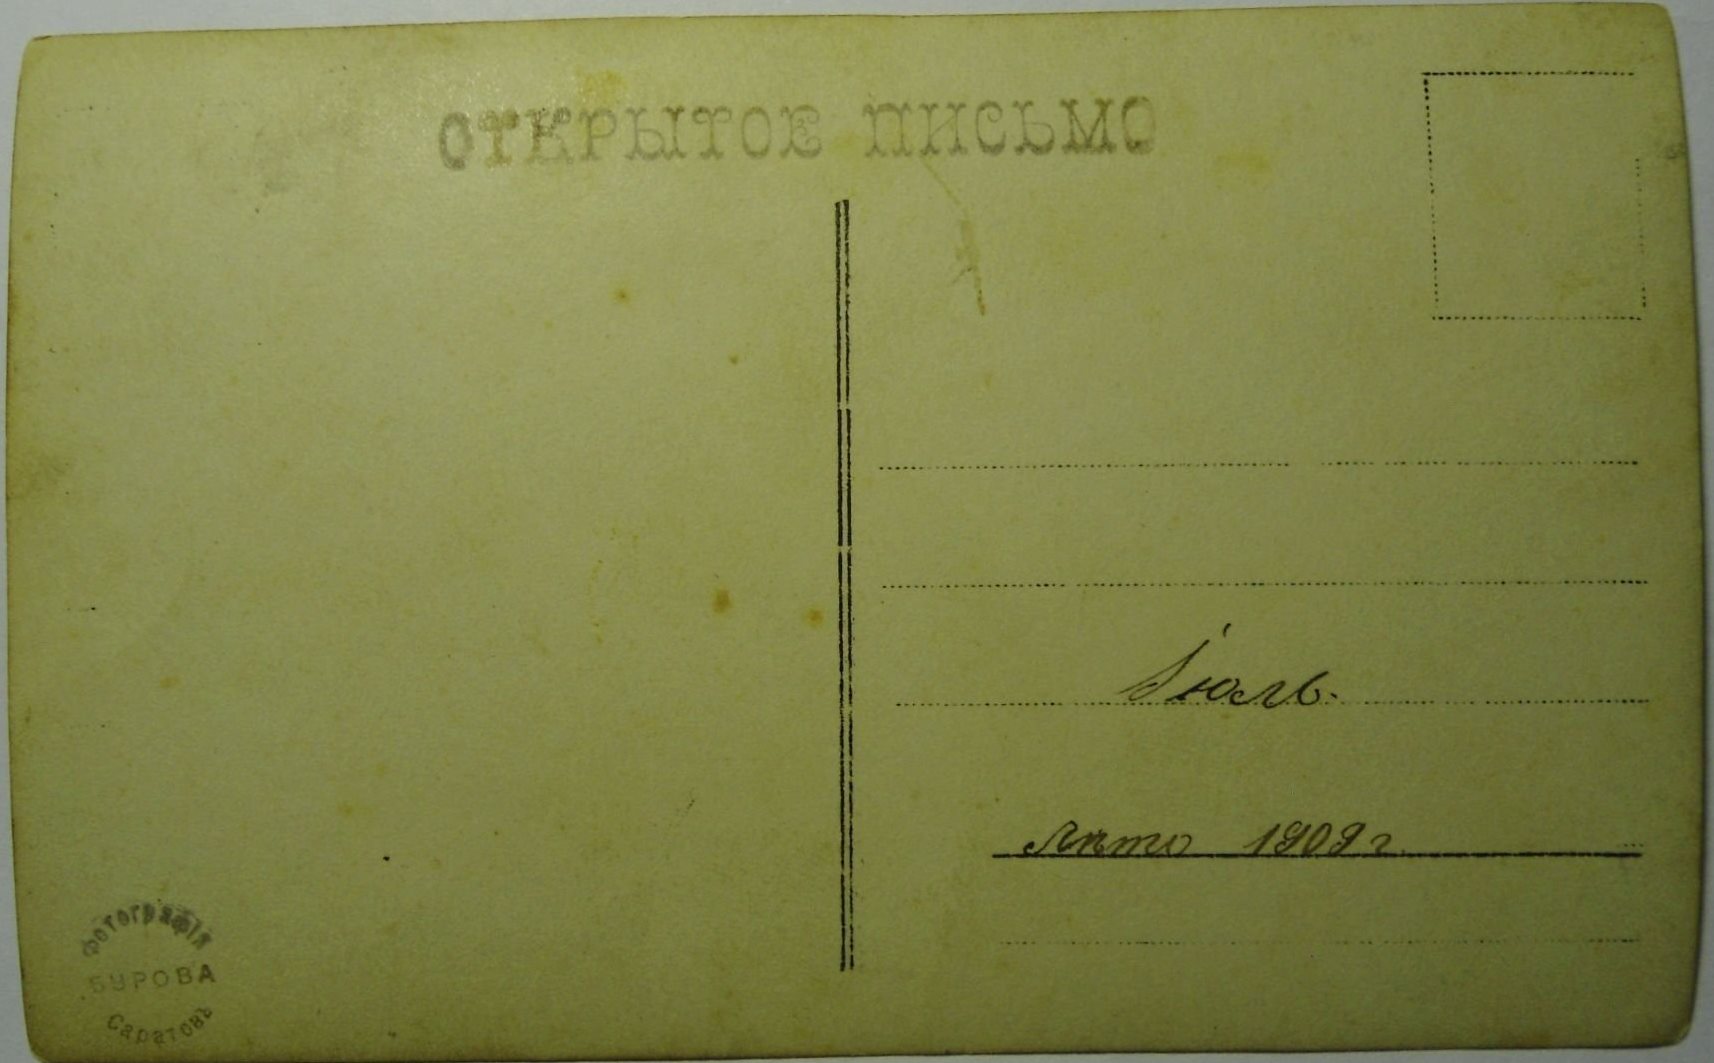 ОТКРЫТОЕ ПИСЬМО
Іюль.
Лѣто 1909 г.
Фотографія
БУРОВА
Саратовъ